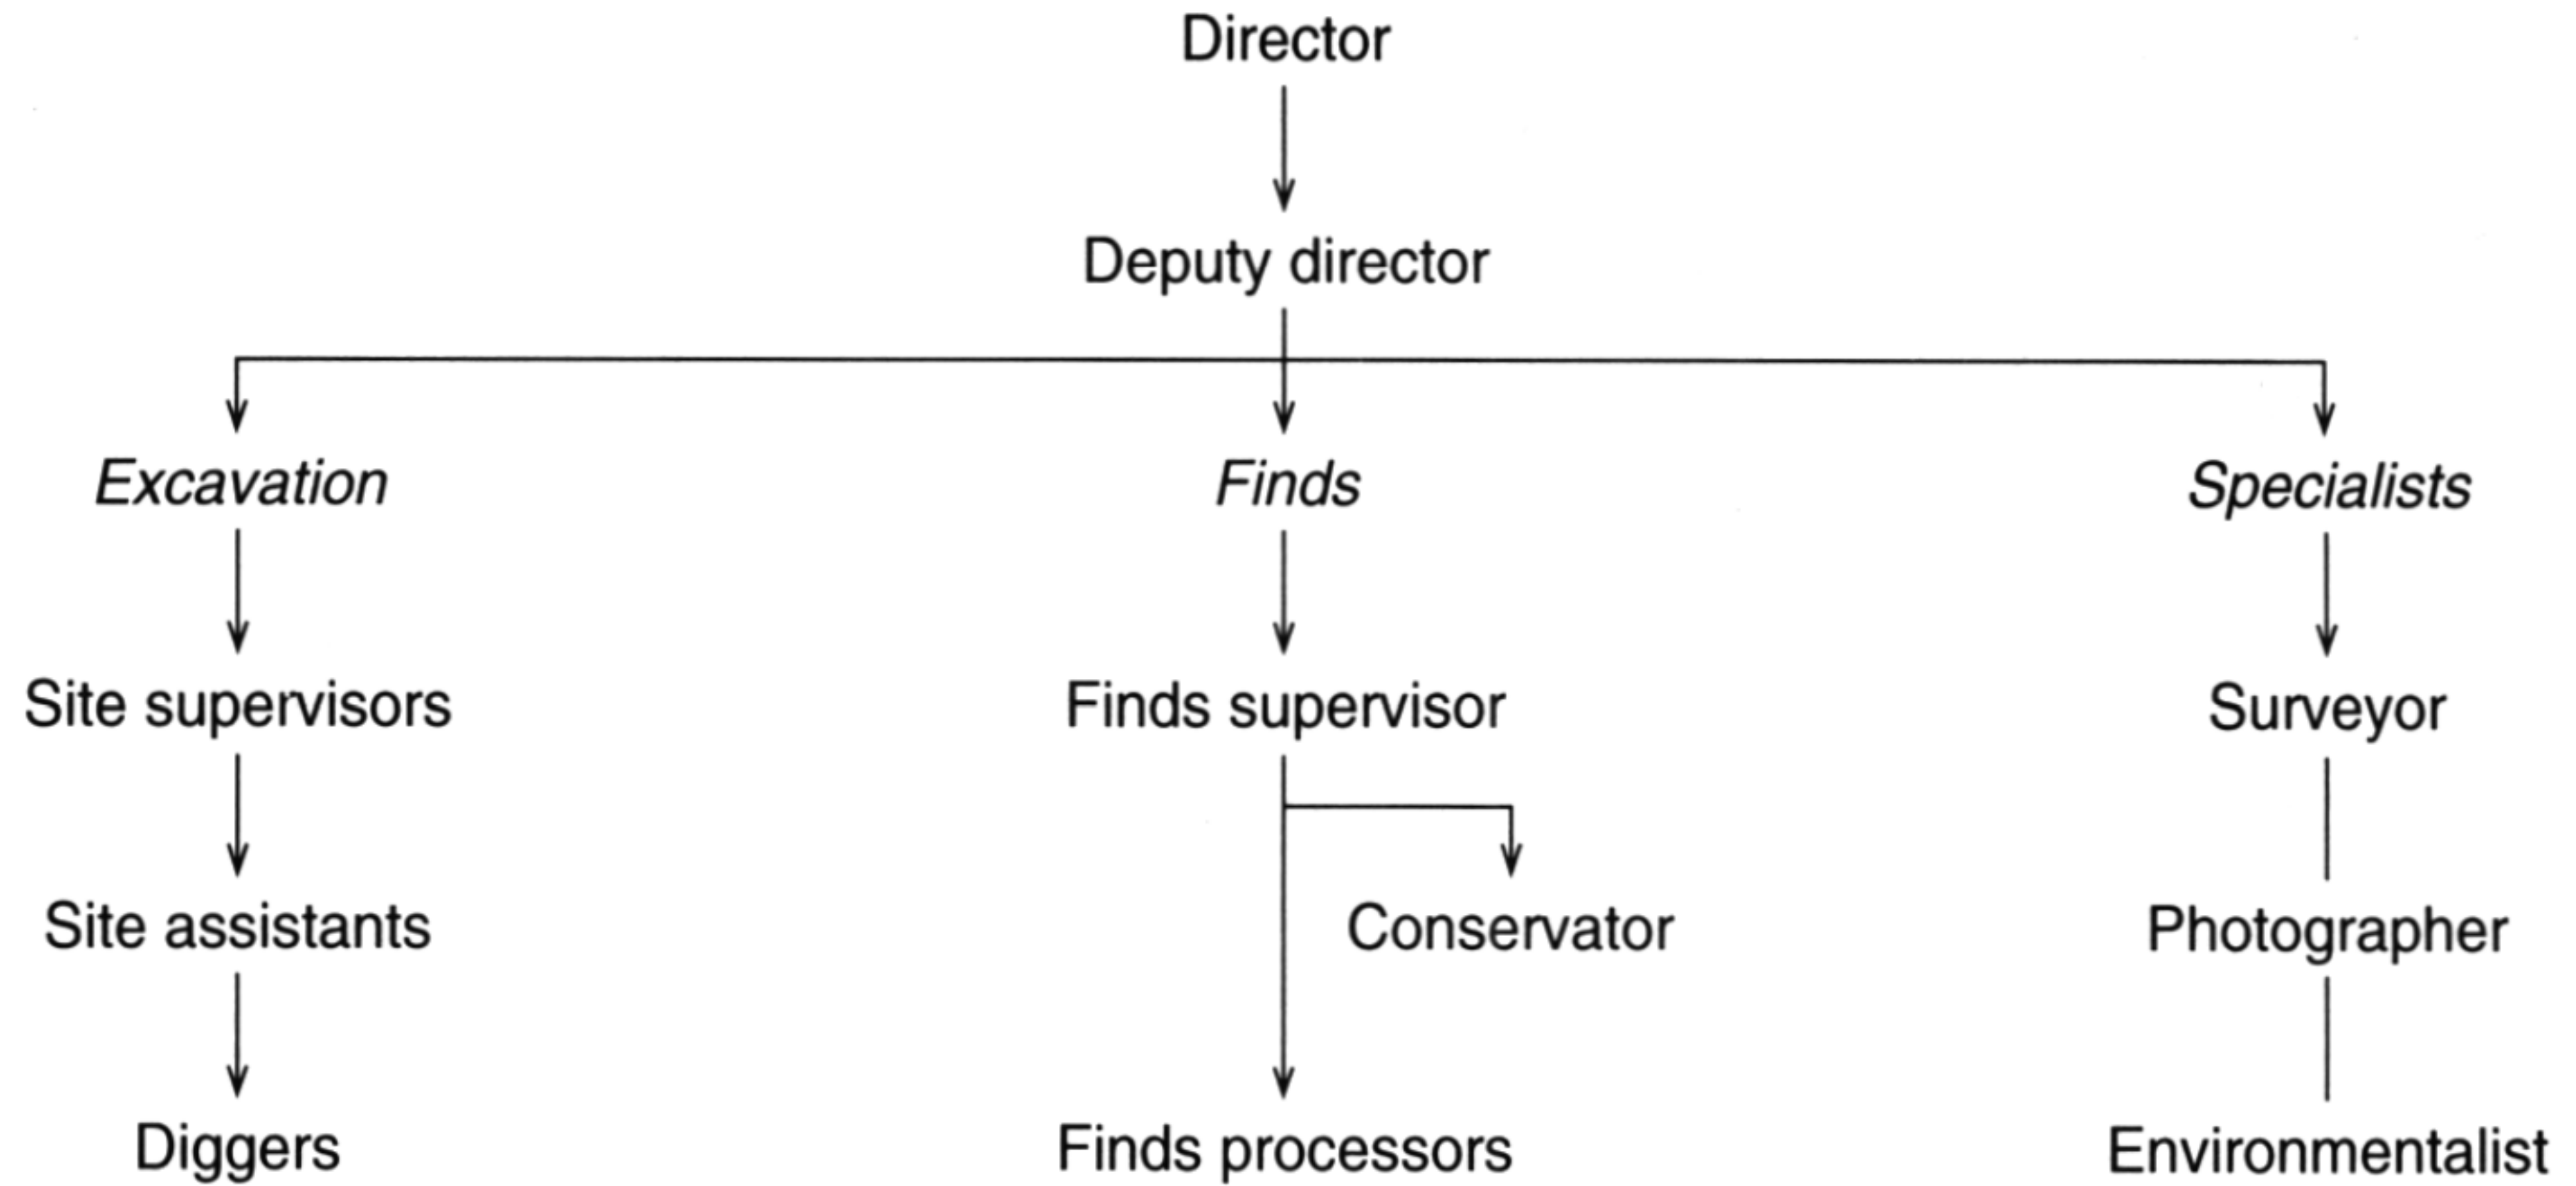 Director
Deputy director
Excavation
Finds
Specialists
Site supervisors
Finds supervisor
Surveyor
Site assistants
Conservator
Photographer
Diggers
Finds processors
Environmentalist